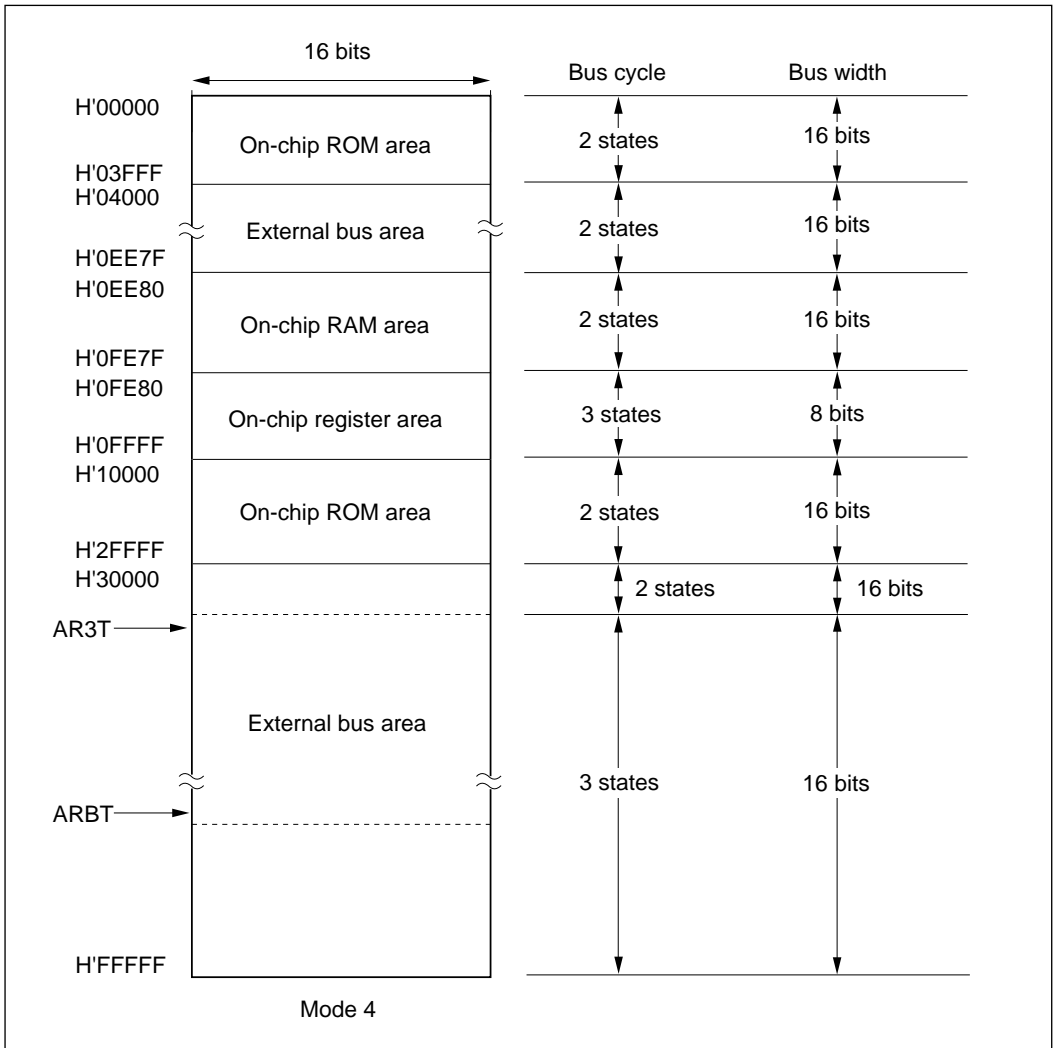 16 bits
Bus cycle
Bus width
H'00000
On-chip ROM area
2 states
16 bits
H'03FFF
H'04000
External bus area
2 states
16 bits
H'0EE7F
H'0EE80
On-chip RAM area
2 states
16 bits
H'0FE7F
H'0FE80
On-chip register area
3 states
8 bits
H'0FFFF
H'10000
On-chip ROM area
2 states
16 bits
H'2FFFF
H'30000
2 states
16 bits
AR3T
External bus area
3 states
16 bits
ARBT
H'FFFFF
Mode 4